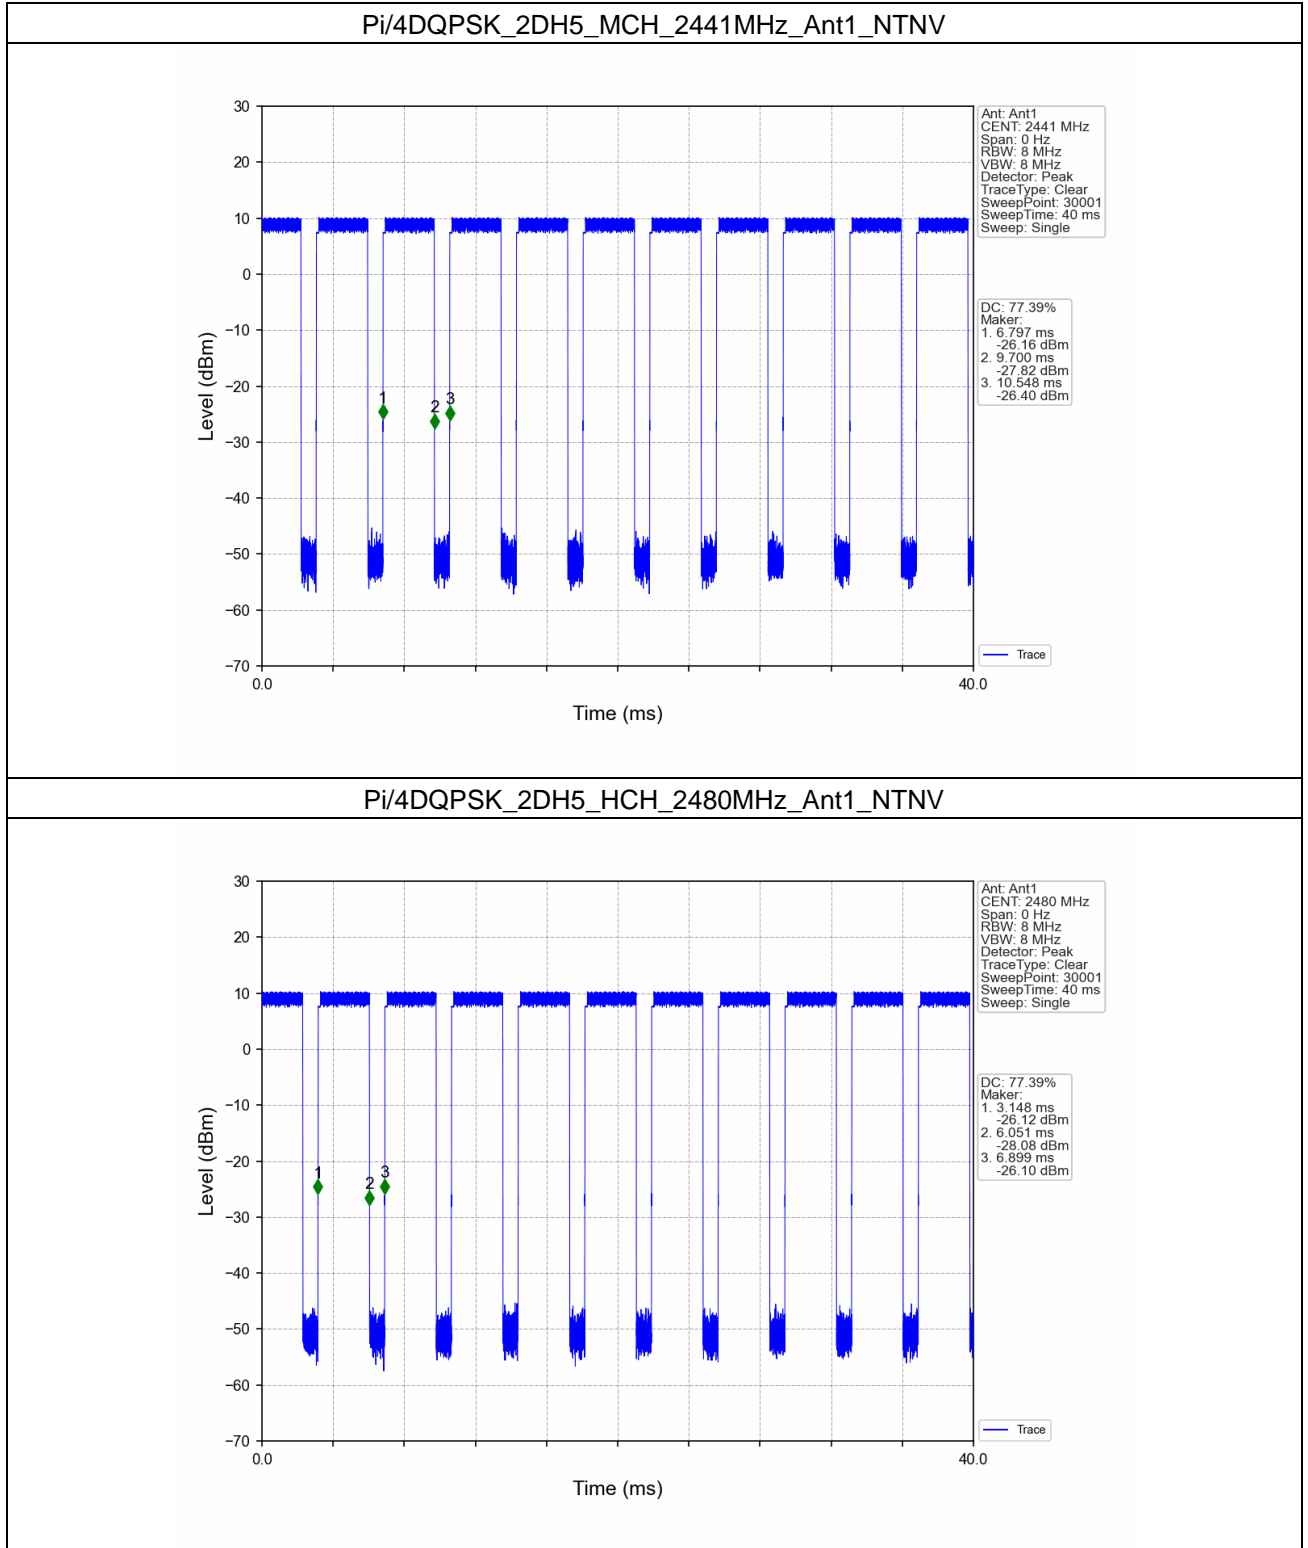 Pi/4DQPSK_2DH5_MCH_2441MHz_Ant1_NTNV
30
20
10
0
−10
−20
−30
−40
−50
−60
−70
Level (dBm)
1
2
3
0.0
40.0
Time (ms)
Ant: Ant1
CENT: 2441 MHz
Span: 0 Hz
RBW: 8 MHz
VBW: 8 MHz
Detector: Peak
TraceType: Clear
SweepPoint: 30001
SweepTime: 40 ms
Sweep: Single
DC: 77.39%
Maker:
1. 6.797 ms
-26.16 dBm
2. 9.700 ms
-27.82 dBm
3. 10.548 ms
-26.40 dBm
Trace
Pi/4DQPSK_2DH5_HCH_2480MHz_Ant1_NTNV
30
20
10
0
−10
−20
−30
−40
−50
−60
−70
Level (dBm)
1
2
3
0.0
40.0
Time (ms)
Ant: Ant1
CENT: 2480 MHz
Span: 0 Hz
RBW: 8 MHz
VBW: 8 MHz
Detector: Peak
TraceType: Clear
SweepPoint: 30001
SweepTime: 40 ms
Sweep: Single
DC: 77.39%
Maker:
1. 3.148 ms
-26.12 dBm
2. 6.051 ms
-28.08 dBm
3. 6.899 ms
-26.10 dBm
Trace